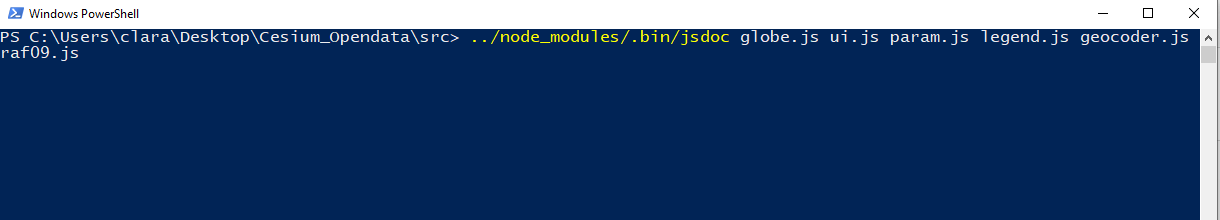 Windows PowerShell
PS C:\Users\clara\Desktop\Cesium_Opendata\src> ../node_modules/.bin/jsdoc globe.js ui.js param.js legend.js geocoder.js
raf09.js